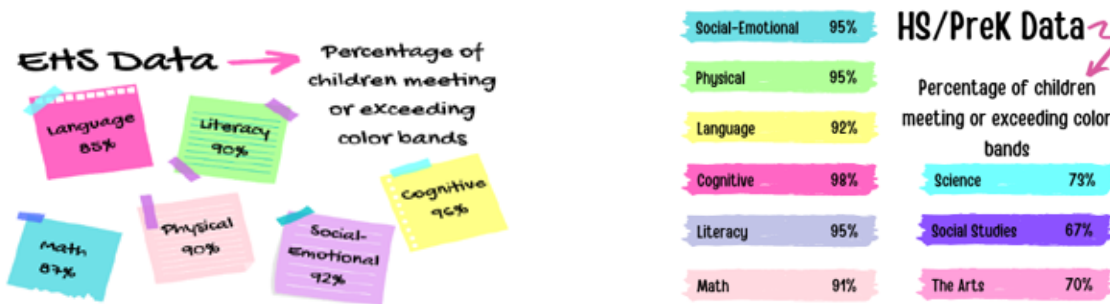 EHS Data
Percentage of
children meeting
or exceeding
color bands
Language
85%
Literacy
90%
Cognitive
96%
Math
87%
Physical
90%
Social-
Emotional
92%
HS/PreK Data
Percentage of children
meeting or exceeding color
bands
Social-Emotional 95%
Physical 95%
Language 92%
Cognitive 98%
Literacy 95%
Math 91%
Science 73%
Social Studies 67%
The Arts 70%